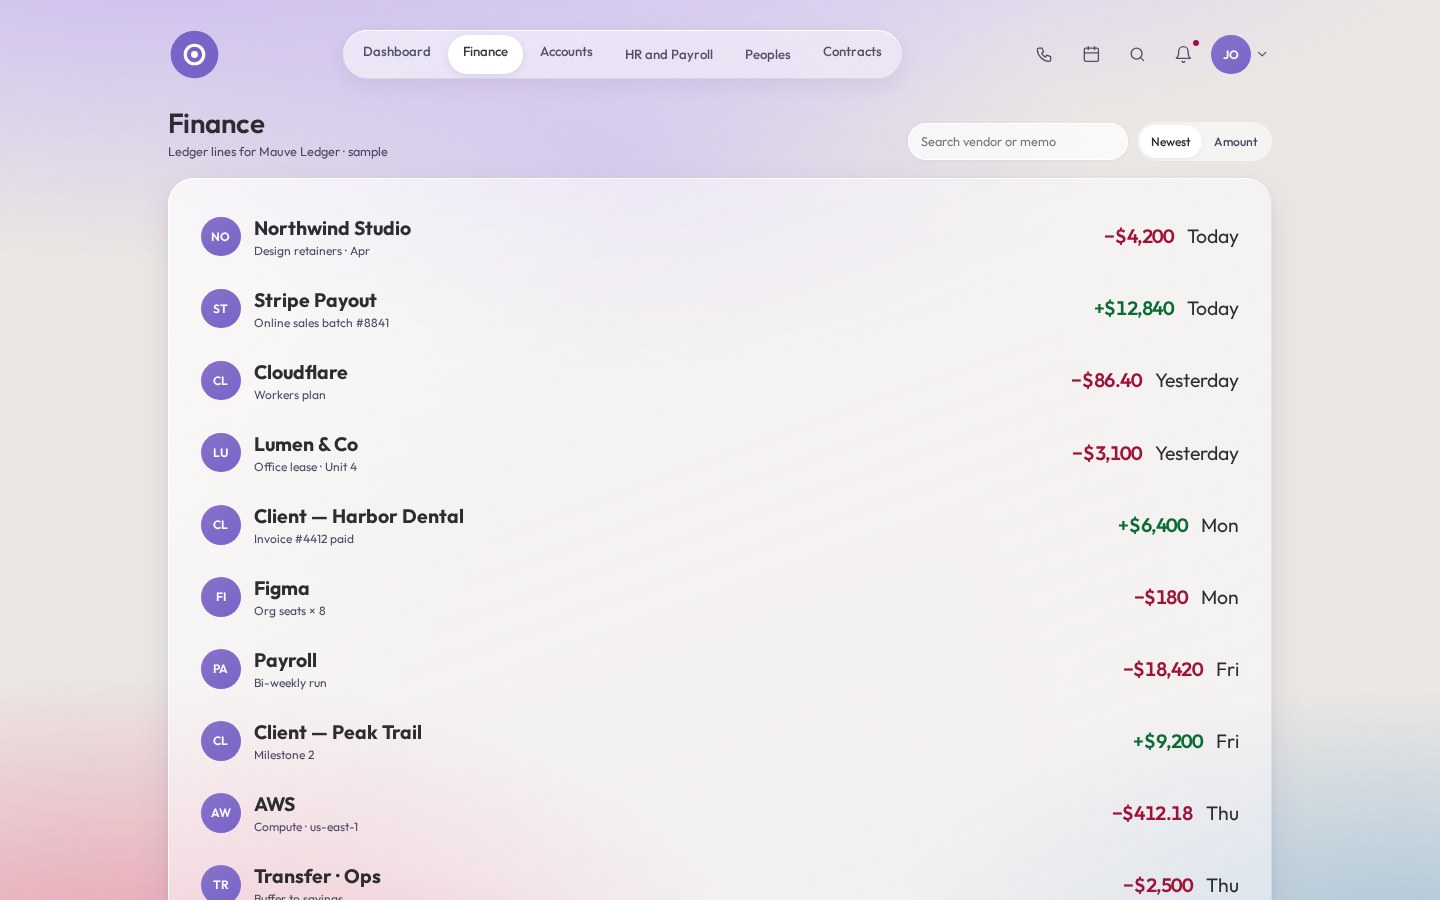 Dashboard Finance Accounts HR and Payroll Peoples Contracts JO
Finance
Ledger lines for Mauve Ledger · sample
Search vendor or memo Newest Amount
NO Northwind Studio −$4,200 Today
Design retainers · Apr
ST Stripe Payout +$12,840 Today
Online sales batch #8841
CL Cloudflare −$86.40 Yesterday
Workers plan
LU Lumen & Co −$3,100 Yesterday
Office lease · Unit 4
CL Client — Harbor Dental +$6,400 Mon
Invoice #4412 paid
FI Figma −$180 Mon
Org seats × 8
PA Payroll −$18,420 Fri
Bi-weekly run
CL Client — Peak Trail +$9,200 Fri
Milestone 2
AW AWS −$412.18 Thu
Compute · us-east-1
TR Transfer · Ops −$2,500 Thu
Buffer to savings